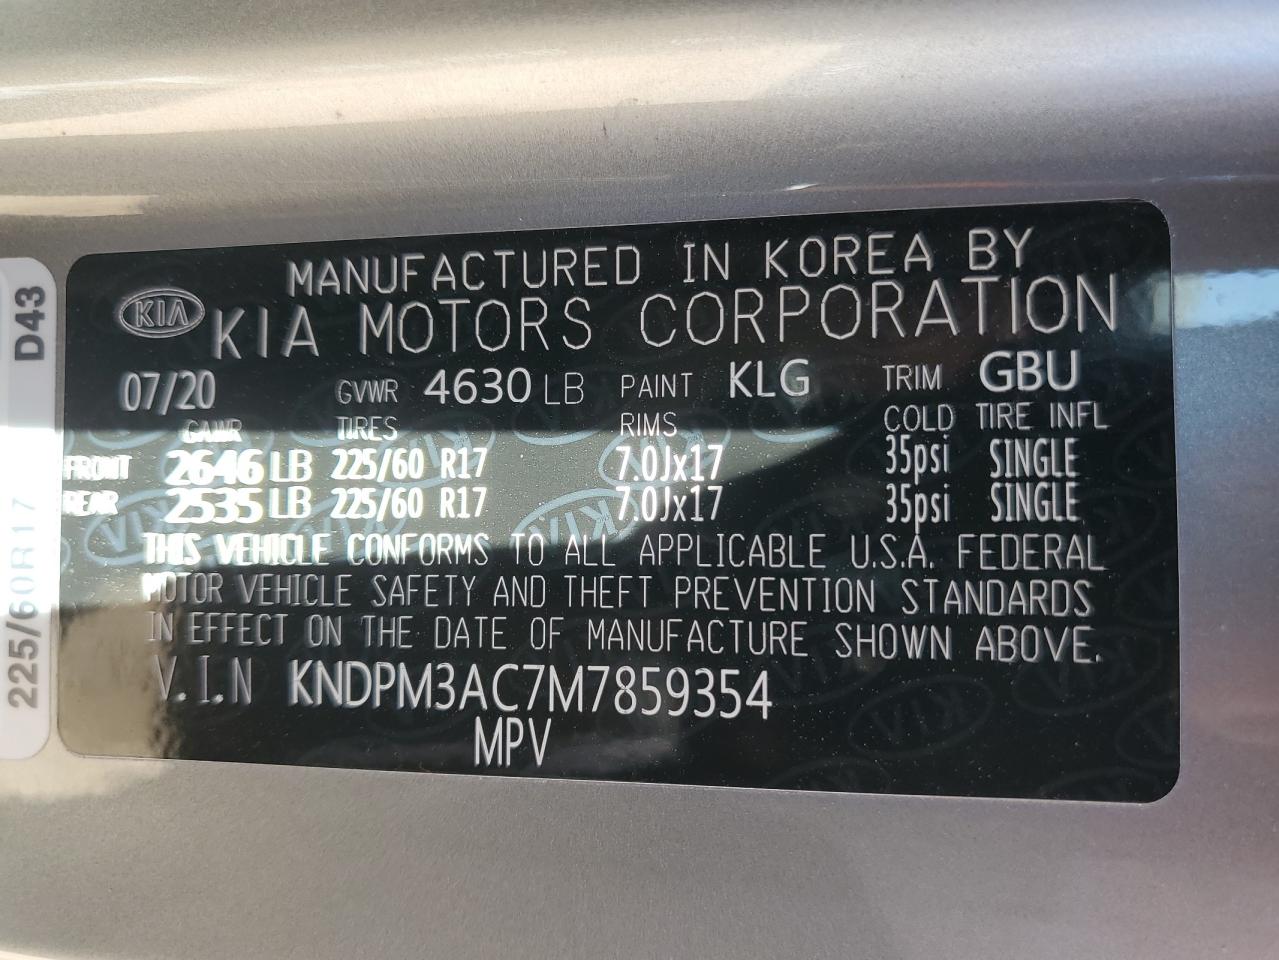 MANUFACTURED IN KOREA BY
KIA KIA MOTORS CORPORATION
07/20 GVWR 4630 LB PAINT KLG TRIM GBU
GAWR TIRES RIMS COLD TIRE INFL
FRONT 2646 LB 225/60 R17 7.0Jx17 35psi SINGLE
REAR 2535 LB 225/60 R17 7.0Jx17 35psi SINGLE
THIS VEHICLE CONFORMS TO ALL APPLICABLE U.S.A. FEDERAL
MOTOR VEHICLE SAFETY AND THEFT PREVENTION STANDARDS
IN EFFECT ON THE DATE OF MANUFACTURE SHOWN ABOVE.
V.I.N KNDPM3AC7M7859354
MPV
225/60R17 D43